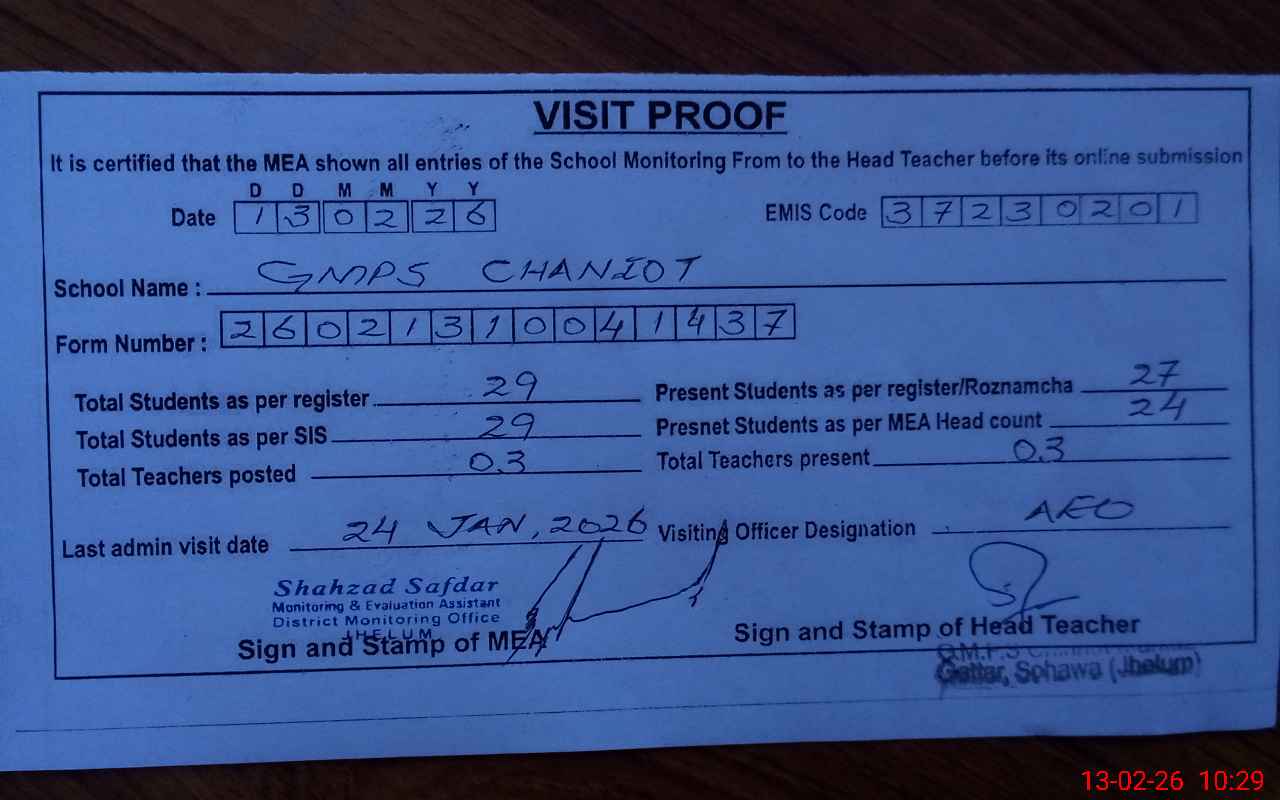 VISIT PROOF
It is certified that the MEA shown all entries of the School Monitoring From to the Head Teacher before its online submission
D D M M Y Y
Date 1 3 0 2 2 6 EMIS Code 3 7 2 3 0 2 0 1
School Name : GMPS CHANIOT
Form Number : 2 6 0 2 1 3 1 0 0 4 1 4 3 7
Total Students as per register 29 Present Students as per register/Roznamcha 27
Total Students as per SIS 29 Presnet Students as per MEA Head count 24
Total Teachers posted 03 Total Teachers present 03
Last admin visit date 24 JAN, 2026 Visiting Officer Designation AEO
Shahzad Safdar
Monitoring & Evaluation Assistant
District Monitoring Office
JHELUM
Sign and Stamp of MEA Sign and Stamp of Head Teacher
G.M.P.S
Gattar, Sohawa (Jhelum)
13-02-26 10:29